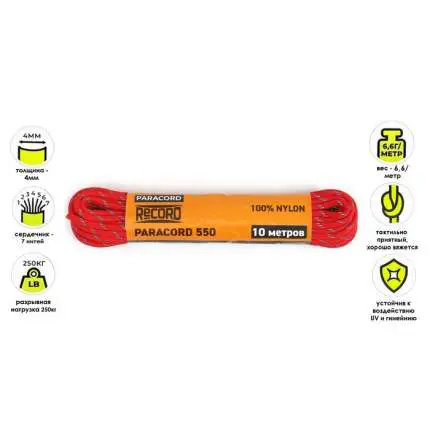 4ММ
толщина -
4мм
1 2 3 4 5 6 7
сердечник -
7 нитей
250КГ
LB
разрывная
нагрузка 250кг
PARACORD
RECORD
PARACORD 550
100% NYLON
10 метров
6,6Г/
МЕТР
вес - 6,6/
метр
тактильно
приятный,
хорошо вяжется
устойчив к
воздействию
UV и гниению